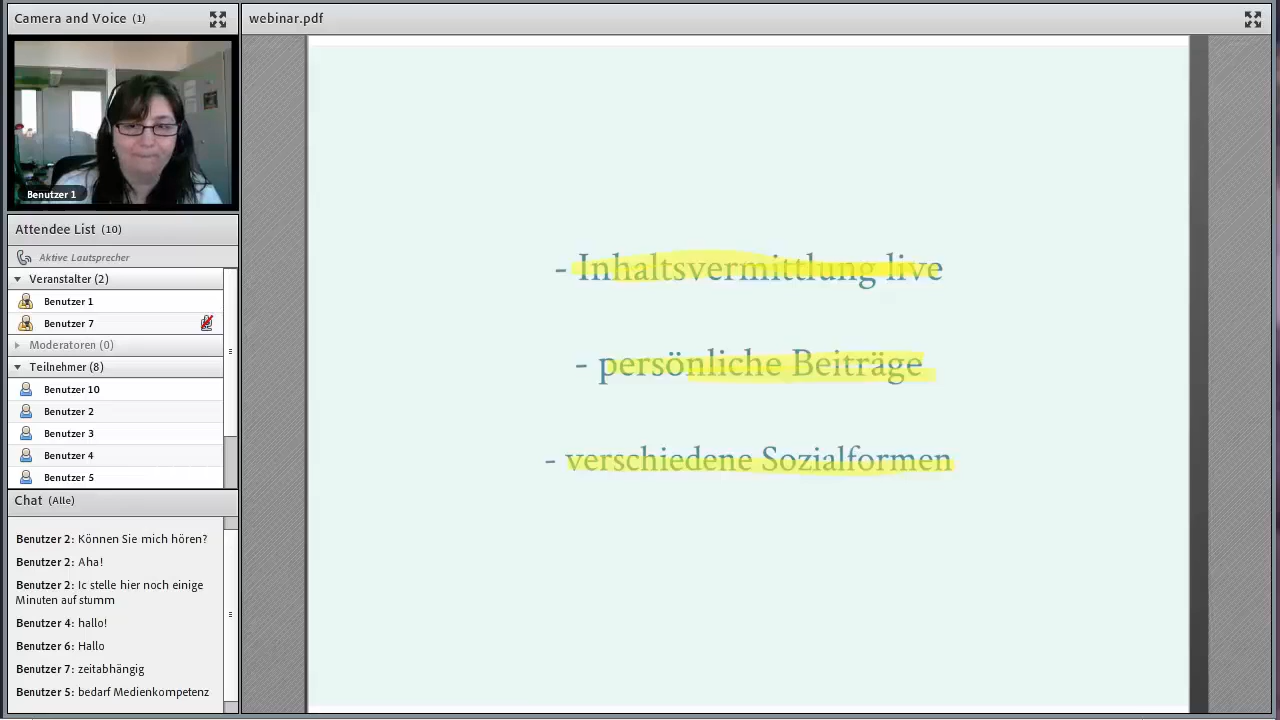 Camera and Voice (1)
Benutzer 1
Attendee List (10)
Aktive Lautsprecher
Veranstalter (2)
Benutzer 1
Benutzer 7
Moderatoren (0)
Teilnehmer (8)
Benutzer 10
Benutzer 2
Benutzer 3
Benutzer 4
Benutzer 5
Chat (Alle)
Benutzer 2: Können Sie mich hören?
Benutzer 2: Aha!
Benutzer 2: Ic stelle hier noch einige
Minuten auf stumm
Benutzer 4: hallo!
Benutzer 6: Hallo
Benutzer 7: zeitabhängig
Benutzer 5: bedarf Medienkompetenz
webinar.pdf
- Inhaltsvermittlung live
- persönliche Beiträge
- verschiedene Sozialformen